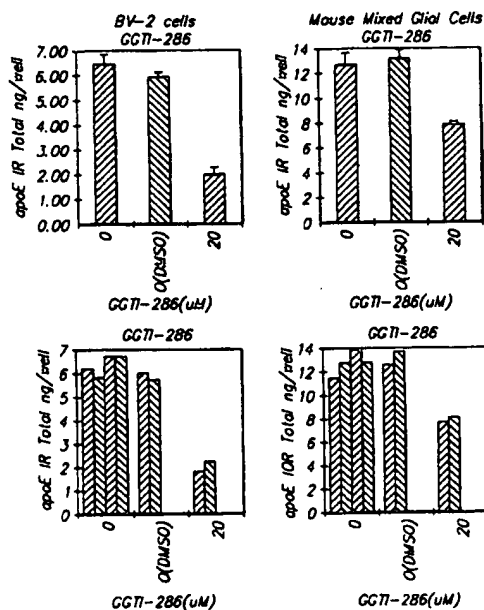 BV-2 cells
GGTI-286
apoE IR Total ng/well
7.00
6.00
5.00
4.00
3.00
2.00
1.00
0.00
0
0(DMSO)
20
GGTI-286(uM)
Mouse Mixed Gliol Cells
GGTI-286
apoE IR Total ng/well
14
12
10
8
6
4
2
0
0
0(DMSO)
20
GGTI-286(uM)
GGTI-286
apoE IR Total ng/well
7
6
5
4
3
2
1
0
0
0(DMSO)
20
GGTI-286(uM)
GGTI-286
apoE IOR Total ng/well
14
12
10
8
6
4
2
0
0
0(DMSO)
20
GGTI-286(uM)